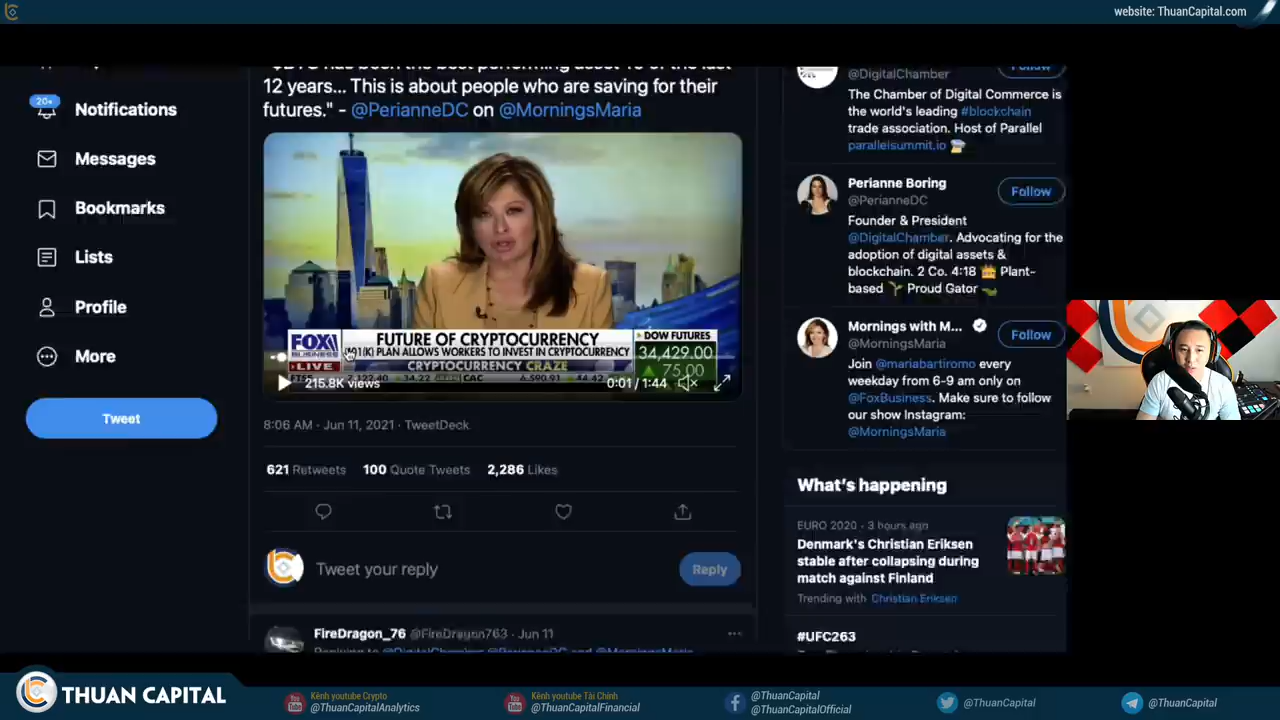 website: ThuanCapital.com
12 years... This is about people who are saving for their
futures." - @PerianneDC on @MorningsMaria
20+
Notifications
Messages
Bookmarks
Lists
Profile
More
Tweet
FOX
BUSINESS
LIVE
FUTURE OF CRYPTOCURRENCY
401(K) PLAN ALLOWS WORKERS TO INVEST IN CRYPTOCURRENCY
CRYPTOCURRENCY CRAZE
DOW FUTURES
34,429.00
75.00
CAC
215.8K views
0:01 / 1:44
8:06 AM · Jun 11, 2021 · TweetDeck
621 Retweets 100 Quote Tweets 2,286 Likes
Tweet your reply
Reply
FireDragon_76 @FireDragon763 · Jun 11
Replying to @DigitalChamber @PerianneDC and @MorningsMaria
Follow
@DigitalChamber
The Chamber of Digital Commerce is
the world's leading #blockchain
trade association. Host of Parallel
parallelsummit.io
Perianne Boring
@PerianneDC
Follow
Founder & President
@DigitalChamber. Advocating for the
adoption of digital assets &
blockchain. 2 Co. 4:18 Plant-
based Proud Gator
Mornings with M...
@MorningsMaria
Follow
Join @mariabartiromo every
weekday from 6-9 am only on
@FoxBusiness. Make sure to follow
our show Instagram:
@MorningsMaria
What's happening
EURO 2020 · 3 hours ago
Denmark's Christian Eriksen
stable after collapsing during
match against Finland
Trending with Christian Eriksen
#UFC263
THUAN CAPITAL
Kênh youtube Crypto
@ThuanCapitalAnalytics
Kênh youtube Tài Chính
@ThuanCapitalFinancial
@ThuanCapital
@ThuanCapitalOfficial
@ThuanCapital
@ThuanCapital